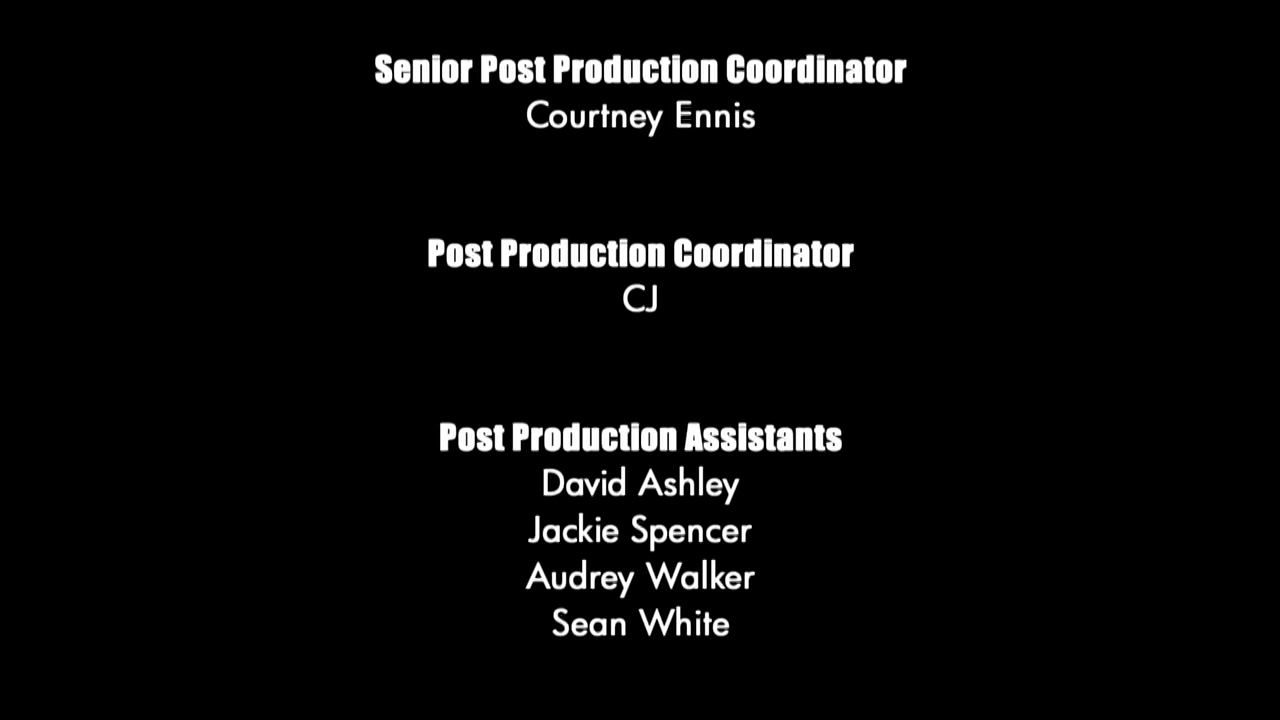 Senior Post Production Coordinator
Courtney Ennis
Post Production Coordinator
CJ
Post Production Assistants
David Ashley
Jackie Spencer
Audrey Walker
Sean White